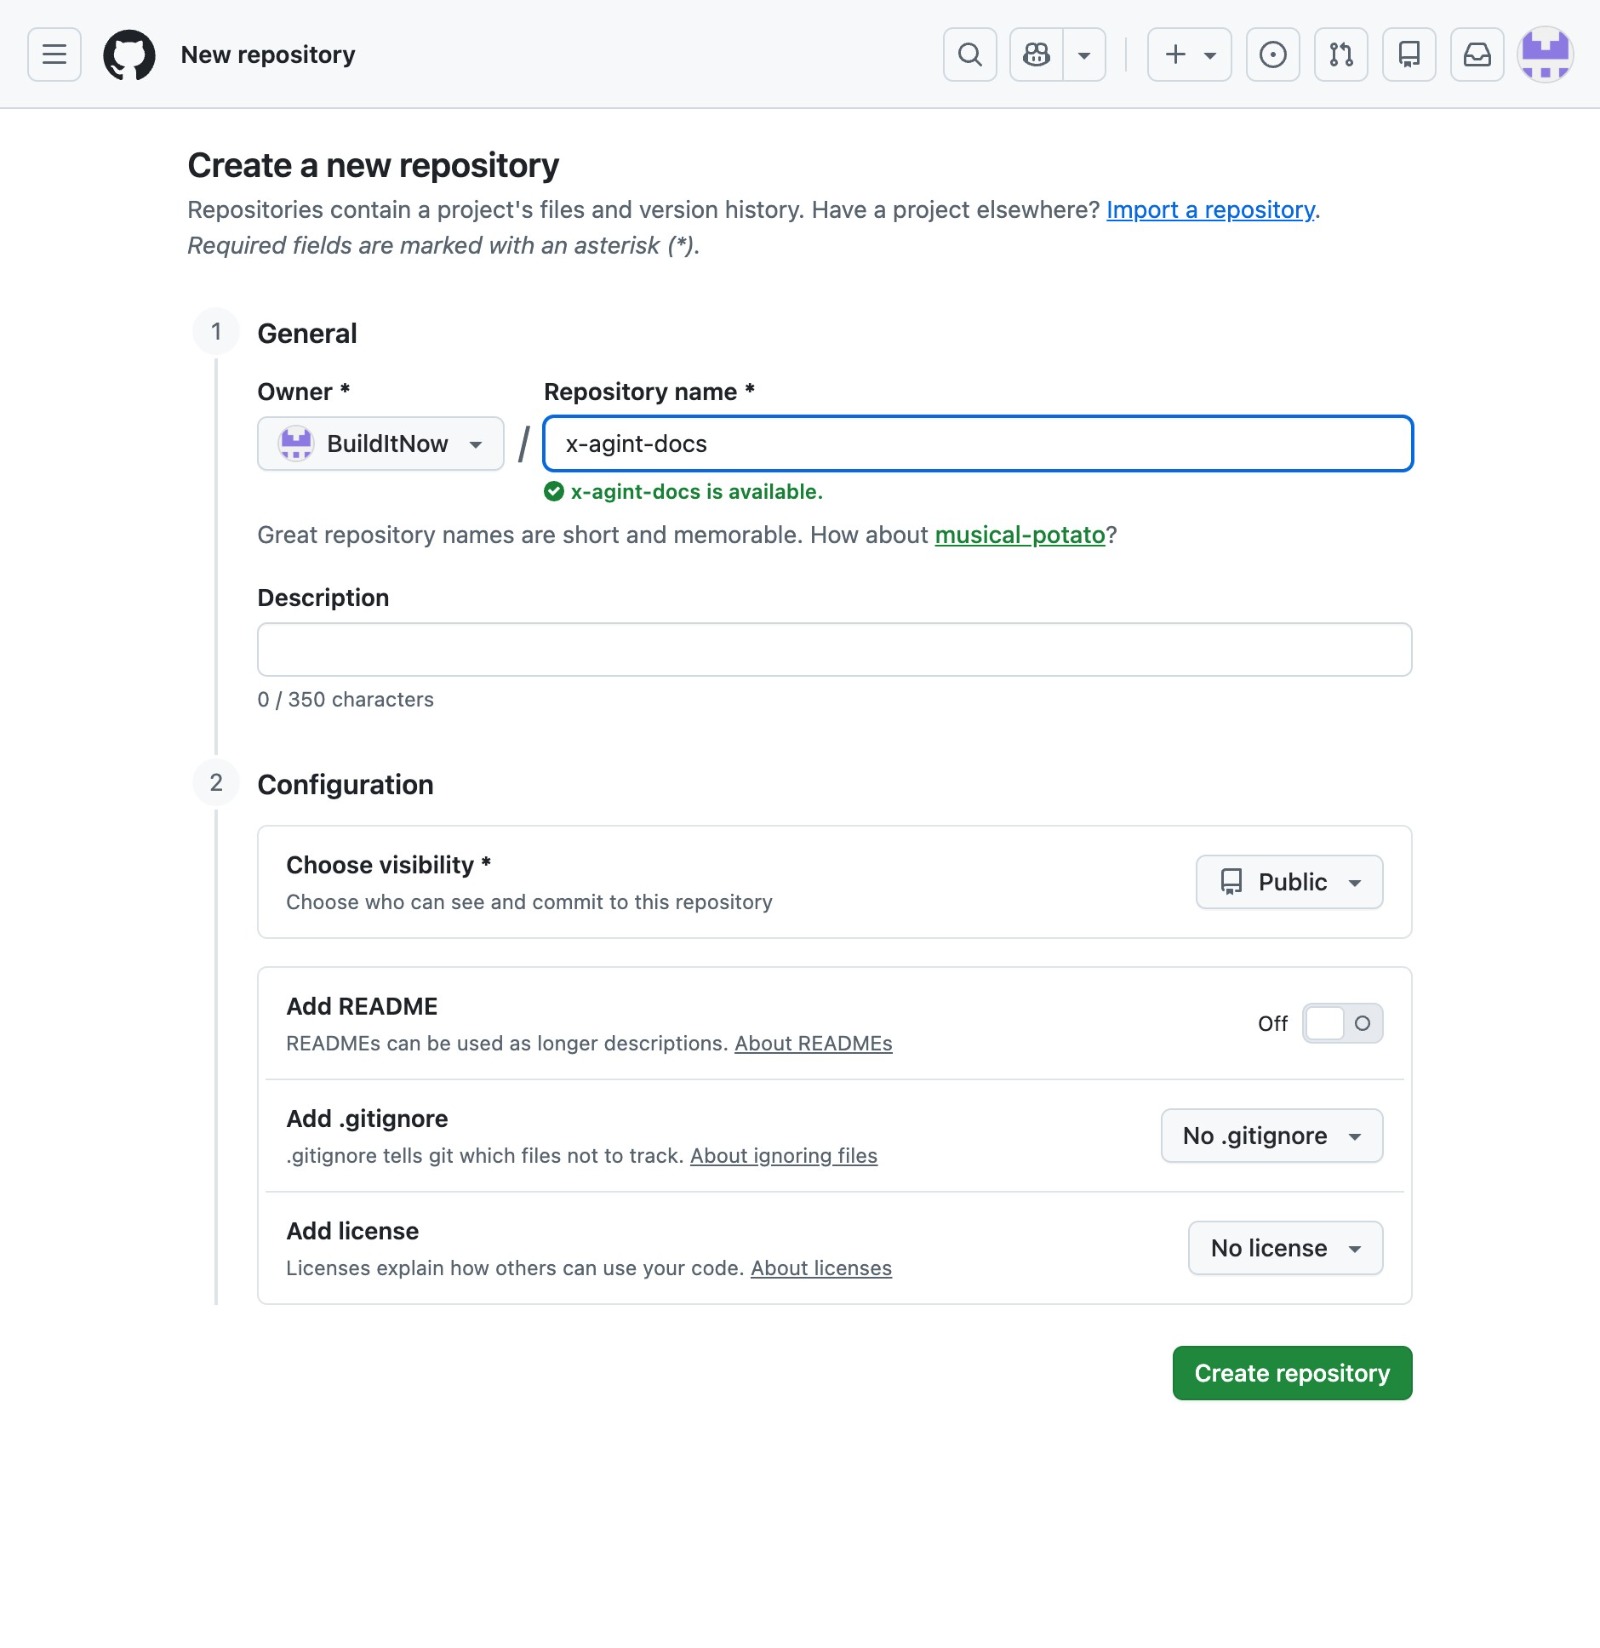 New repository
Create a new repository
Repositories contain a project's files and version history. Have a project elsewhere? Import a repository.
Required fields are marked with an asterisk (*).
1 General
Owner *
Repository name *
BuildItNow / x-agint-docs
x-agint-docs is available.
Great repository names are short and memorable. How about musical-potato?
Description
0 / 350 characters
2 Configuration
Choose visibility *
Choose who can see and commit to this repository
Public
Add README
READMEs can be used as longer descriptions. About READMEs
Off
Add .gitignore
.gitignore tells git which files not to track. About ignoring files
No .gitignore
Add license
Licenses explain how others can use your code. About licenses
No license
Create repository